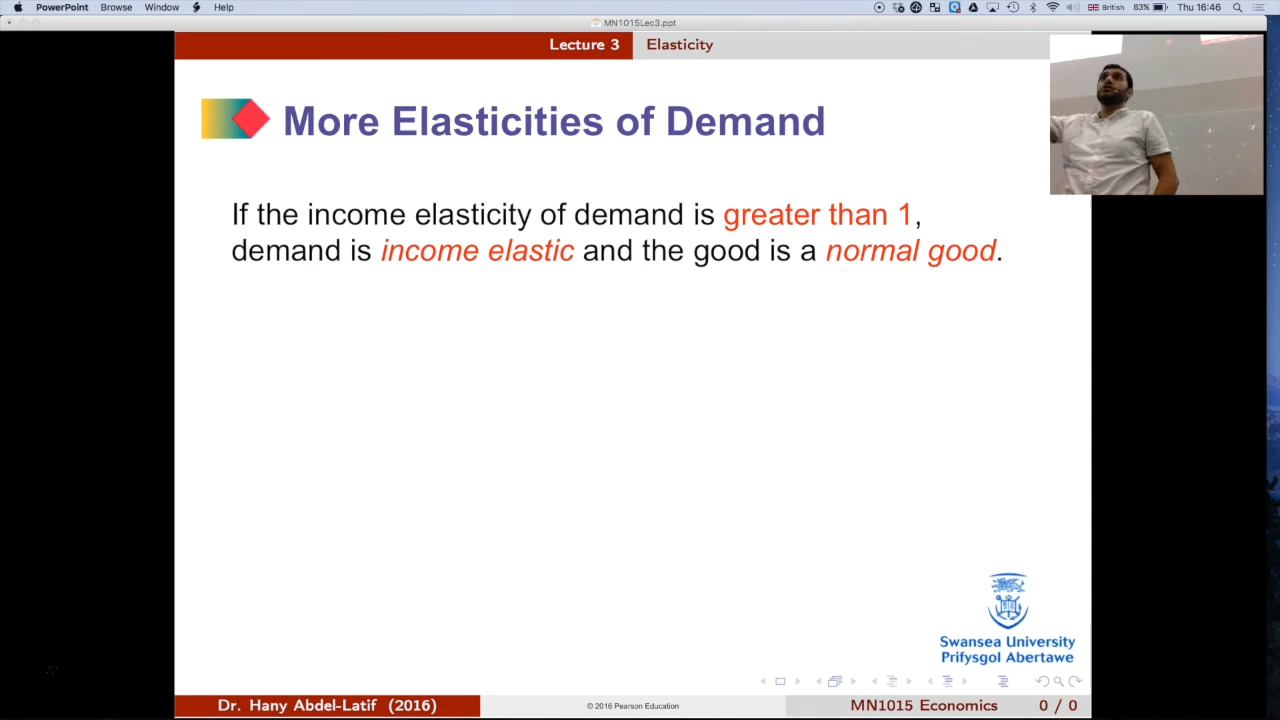 PowerPoint Browse Window Help British 83% Thu 16:46
MN1015Lec3.ppt
Lecture 3 Elasticity
More Elasticities of Demand
If the income elasticity of demand is greater than 1,
demand is income elastic and the good is a normal good.
Swansea University
Prifysgol Abertawe
Dr. Hany Abdel-Latif (2016) © 2016 Pearson Education MN1015 Economics 0 / 0